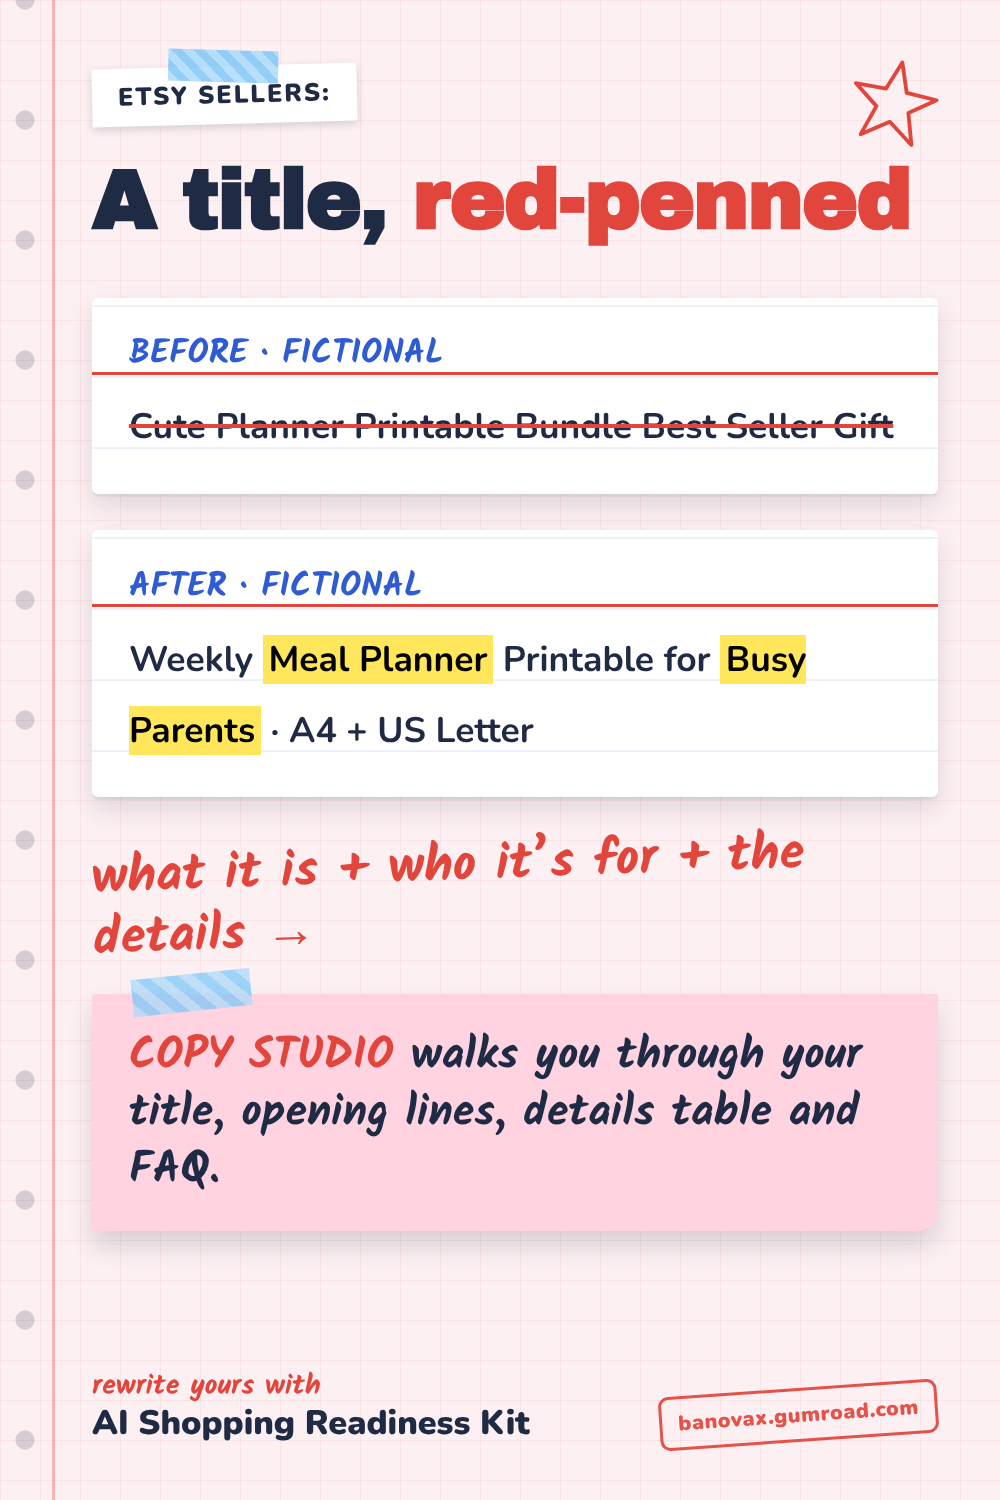 ETSY SELLERS:
A title, red-penned
BEFORE · FICTIONAL
Cute Planner Printable Bundle Best Seller Gift
AFTER · FICTIONAL
Weekly Meal Planner Printable for Busy
Parents · A4 + US Letter
what it is + who it’s for + the
details →
COPY STUDIO walks you through your
title, opening lines, details table and
FAQ.
rewrite yours with
AI Shopping Readiness Kit
banovax.gumroad.com